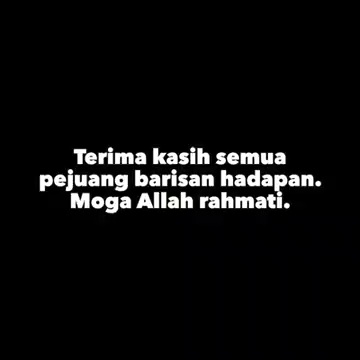 Terima kasih semua
pejuang barisan hadapan.
Moga Allah rahmati.